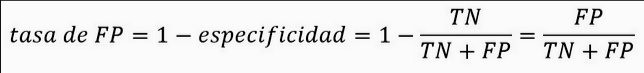 tasa de FP = 1 − especificidad = 1 − TN / (TN + FP) = FP / (TN + FP)